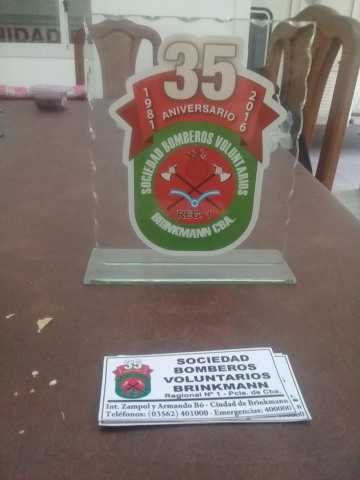 UNIDAD
35
1981 ANIVERSARIO 2016
SOCIEDAD BOMBEROS VOLUNTARIOS
REG. 1
BRINKMANN CBA.
35
SOCIEDAD
BOMBEROS
VOLUNTARIOS
BRINKMANN
Regional Nº 1 - Pcia. de Cba.
Int. Zampol y Armando Bó - Ciudad de Brinkmann
Teléfonos: (03562) 401000 - Emergencias: 400000